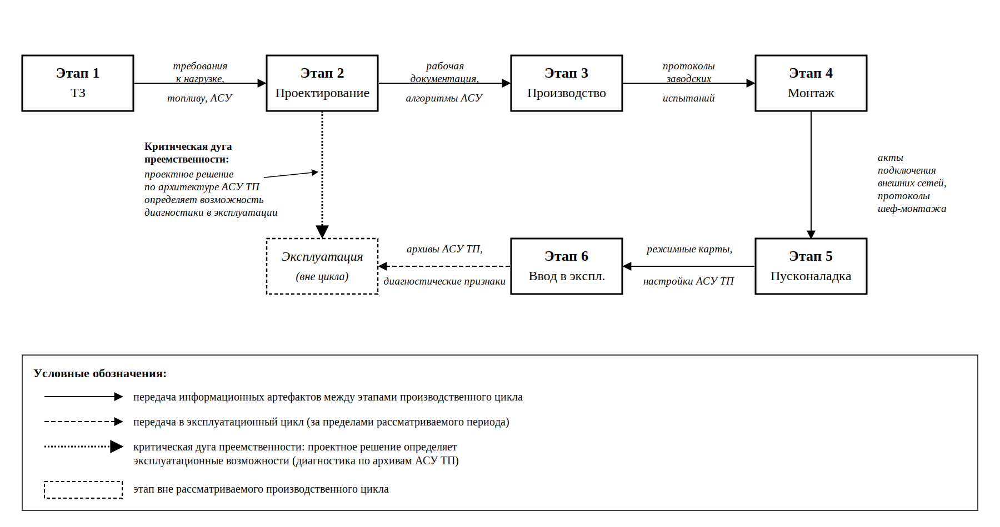 Этап 1
ТЗ
требования
к нагрузке,
топливу, АСУ
Этап 2
Проектирование
рабочая
документация,
алгоритмы АСУ
Этап 3
Производство
протоколы
заводских
испытаний
Этап 4
Монтаж
Критическая дуга
преемственности:
проектное решение
по архитектуре АСУ ТП
определяет возможность
диагностики в эксплуатации
акты
подключения
внешних сетей,
протоколы
шеф-монтажа
Эксплуатация
(вне цикла)
архивы АСУ ТП,
диагностические признаки
Этап 6
Ввод в экспл.
режимные карты,
настройки АСУ ТП
Этап 5
Пусконаладка
Условные обозначения:
передача информационных артефактов между этапами производственного цикла
передача в эксплуатационный цикл (за пределами рассматриваемого периода)
критическая дуга преемственности: проектное решение определяет
эксплуатационные возможности (диагностика по архивам АСУ ТП)
этап вне рассматриваемого производственного цикла